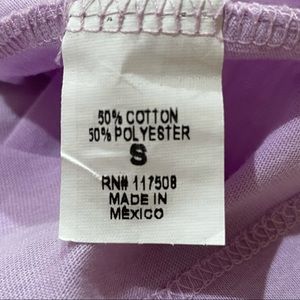 50% COTTON
50% POLYESTER
S
RN# 117508
MADE IN
MÉXICO